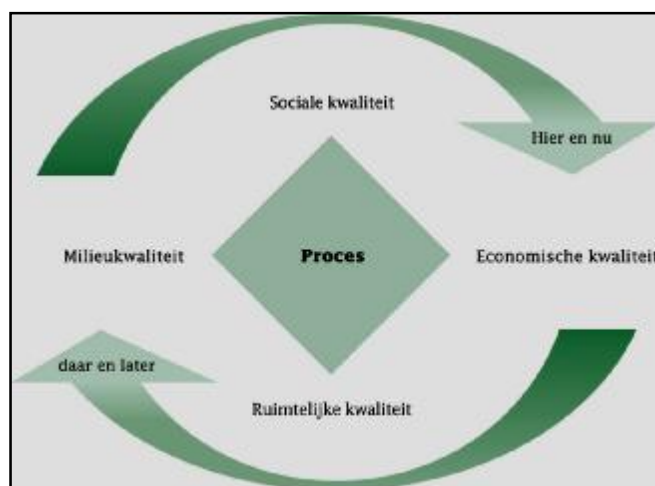 Sociale kwaliteit
Hier en nu
Milieukwaliteit
Proces
Economische kwaliteit
daar en later
Ruimtelijke kwaliteit